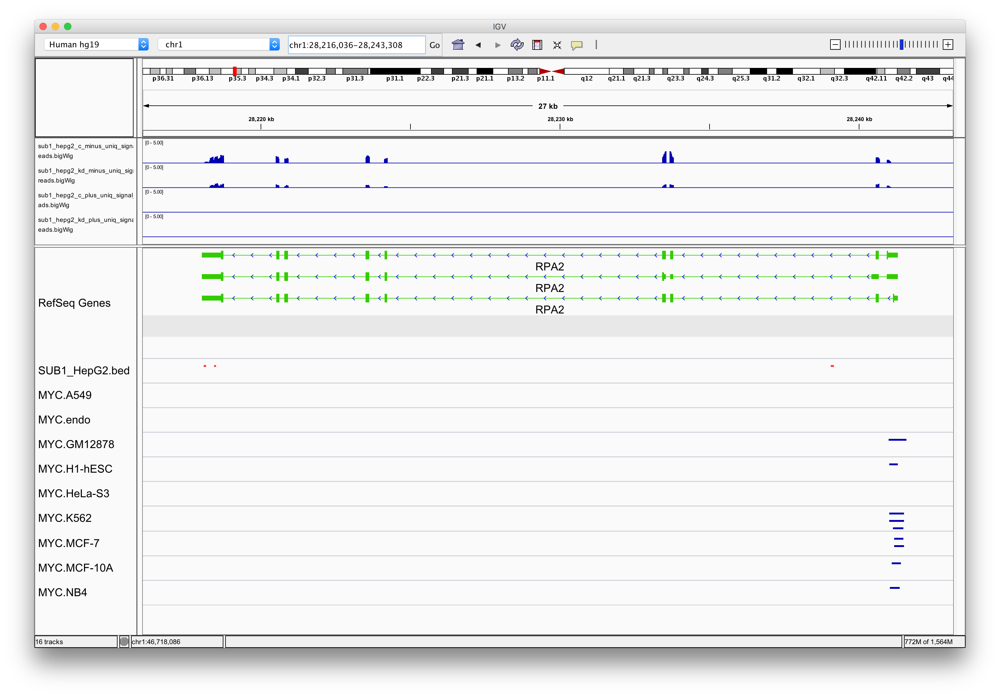 IGV
Human hg19 chr1 chr1:28,216,036-28,243,308 Go
p36.31 p36.13 p35.3 p34.3 p34.1 p32.3 p31.3 p31.1 p22.3 p21.3 p21.1 p13.2 p11.1 q12 q21.1 q21.3 q23.3 q24.3 q25.3 q31.2 q32.1 q32.3 q42.11 q42.2 q43 q44
27 kb
28,220 kb 28,230 kb 28,240 kb
[0 - 5.00]
sub1_hepg2_c_minus_uniq_signa
eads.bigWig
[0 - 5.00]
sub1_hepg2_kd_minus_uniq_sig
reads.bigWig
[0 - 5.00]
sub1_hepg2_c_plus_uniq_signal_
ads.bigWig
[0 - 5.00]
sub1_hepg2_kd_plus_uniq_signa
eads.bigWig
RPA2
RPA2
RefSeq Genes
RPA2
SUB1_HepG2.bed
MYC.A549
MYC.endo
MYC.GM12878
MYC.H1-hESC
MYC.HeLa-S3
MYC.K562
MYC.MCF-7
MYC.MCF-10A
MYC.NB4
16 tracks chr1:46,718,086 772M of 1,564M